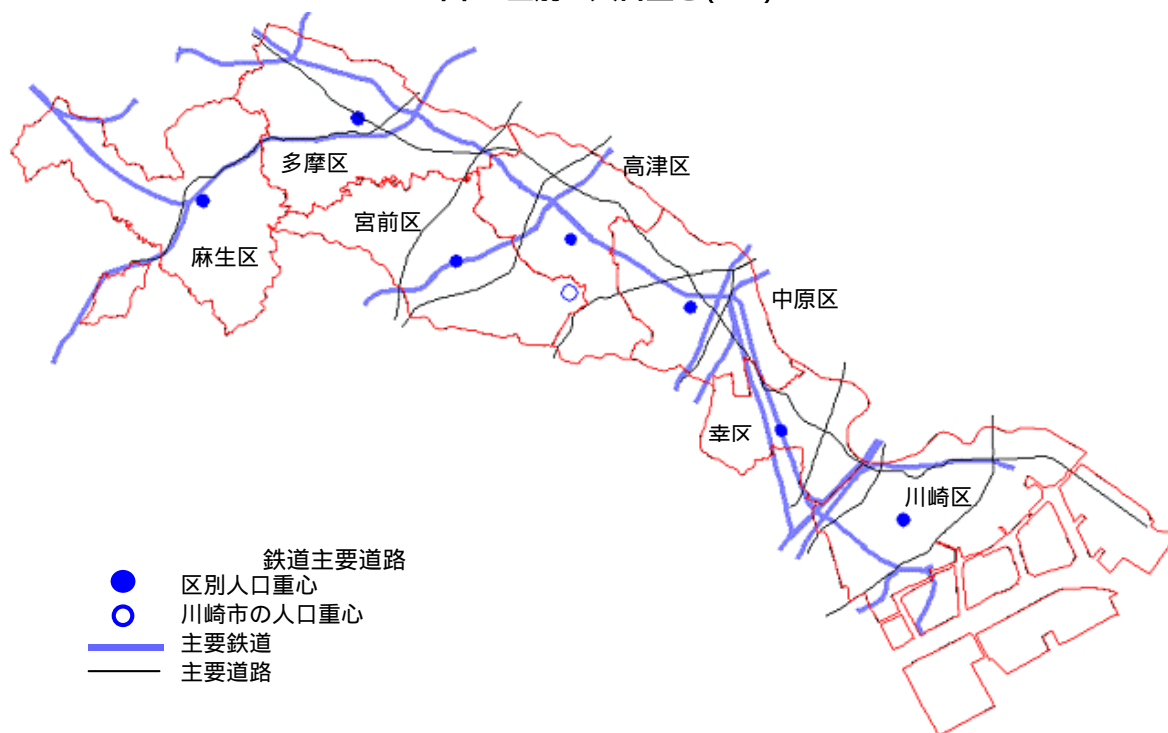 多摩区
高津区
宮前区
麻生区
中原区
幸区
川崎区
鉄道主要道路
区別人口重心
川崎市の人口重心
主要鉄道
主要道路